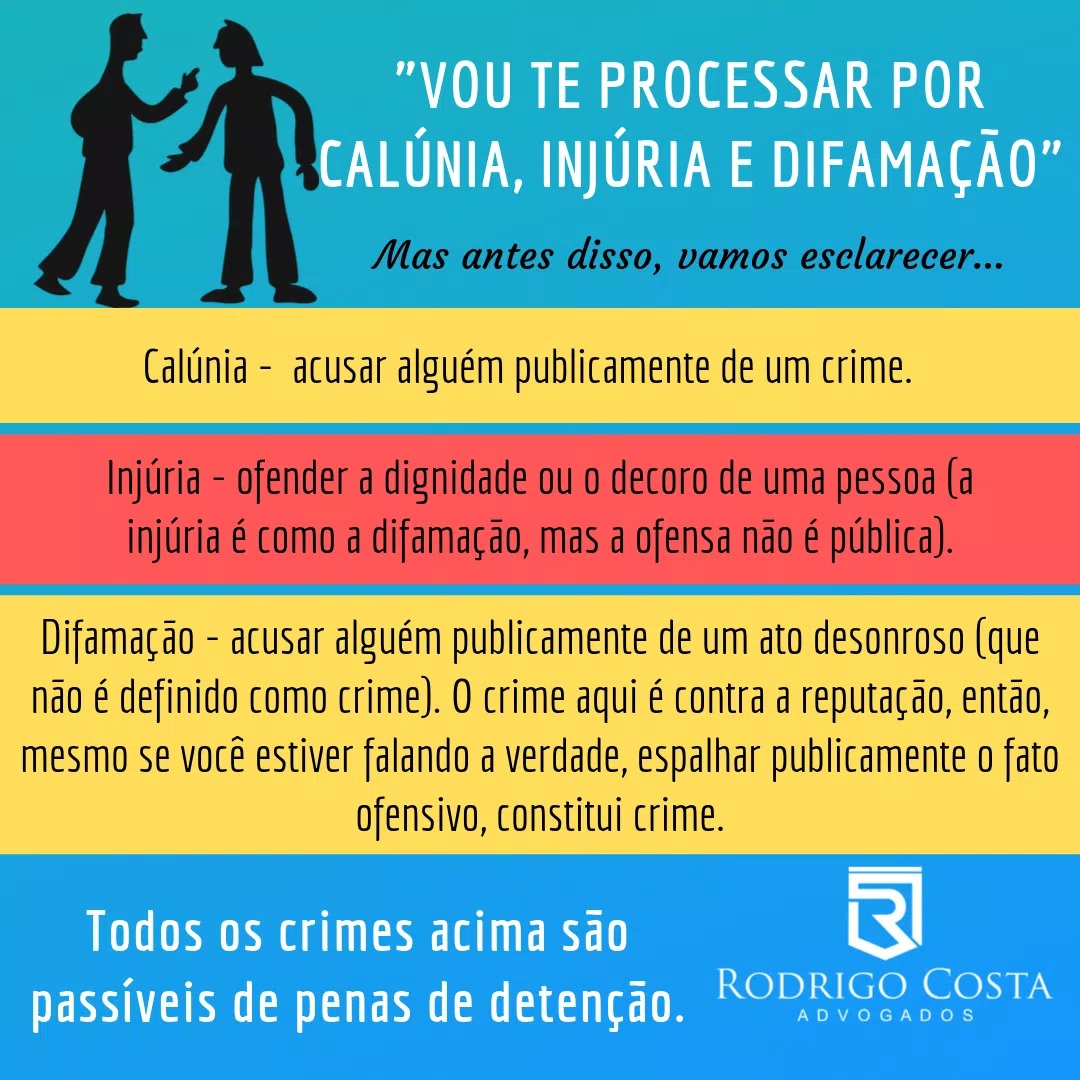 "VOU TE PROCESSAR POR
CALÚNIA, INJÚRIA E DIFAMAÇÃO"
Mas antes disso, vamos esclarecer...
Calúnia - acusar alguém publicamente de um crime.
Injúria - ofender a dignidade ou o decoro de uma pessoa (a
injúria é como a difamação, mas a ofensa não é pública).
Difamação - acusar alguém publicamente de um ato desonroso (que
não é definido como crime). O crime aqui é contra a reputação, então,
mesmo se você estiver falando a verdade, espalhar publicamente o fato
ofensivo, constitui crime.
Todos os crimes acima são
passíveis de penas de detenção.
R
RODRIGO COSTA
ADVOGADOS